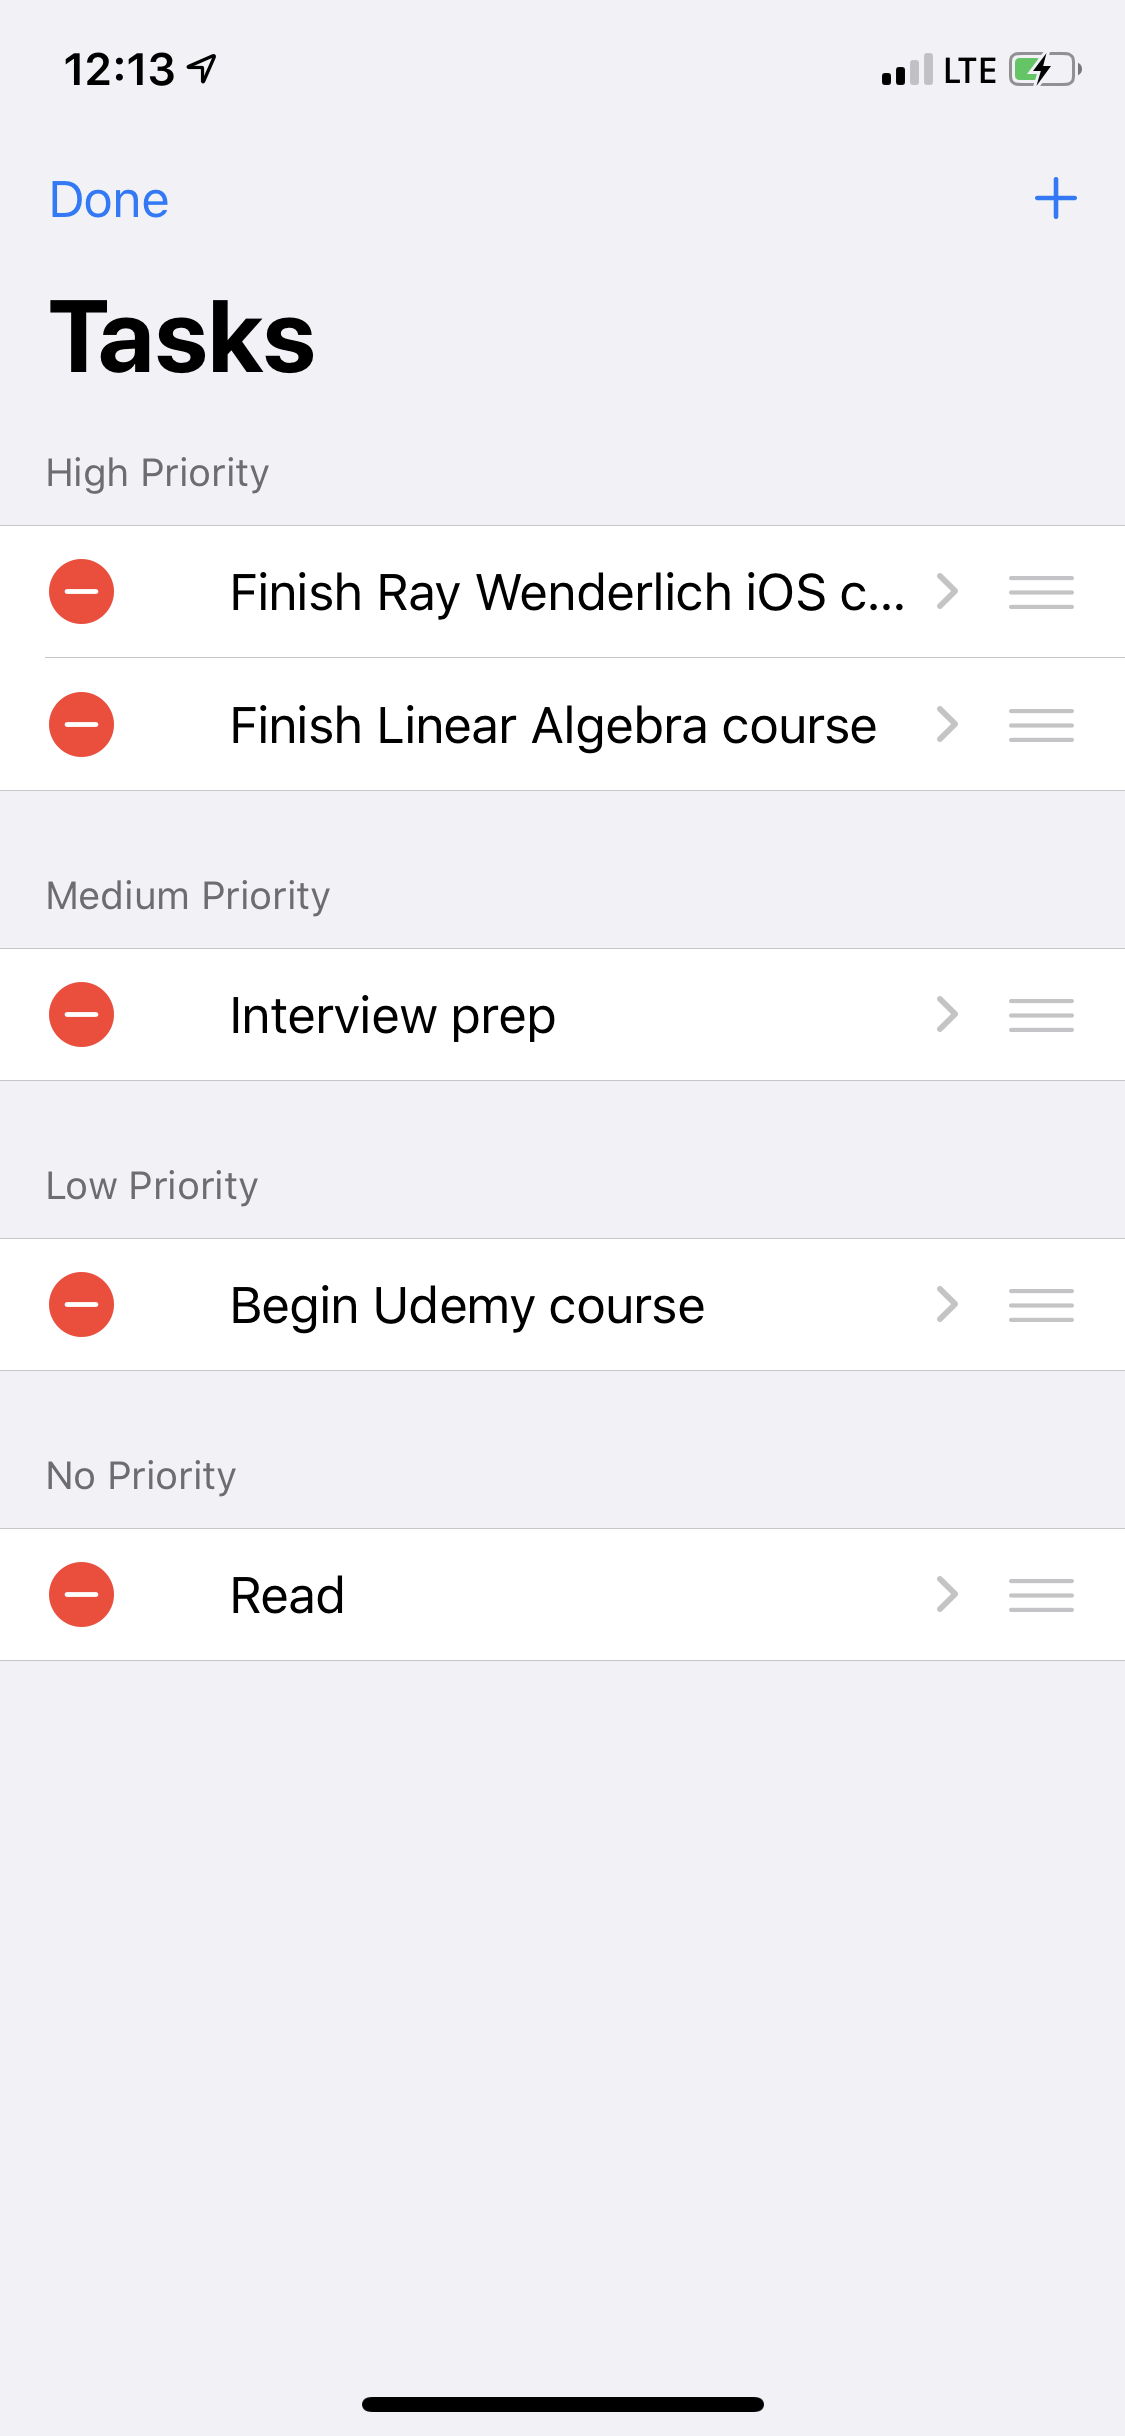 12:13 LTE
Done +
Tasks
High Priority
Finish Ray Wenderlich iOS c...
Finish Linear Algebra course
Medium Priority
Interview prep
Low Priority
Begin Udemy course
No Priority
Read